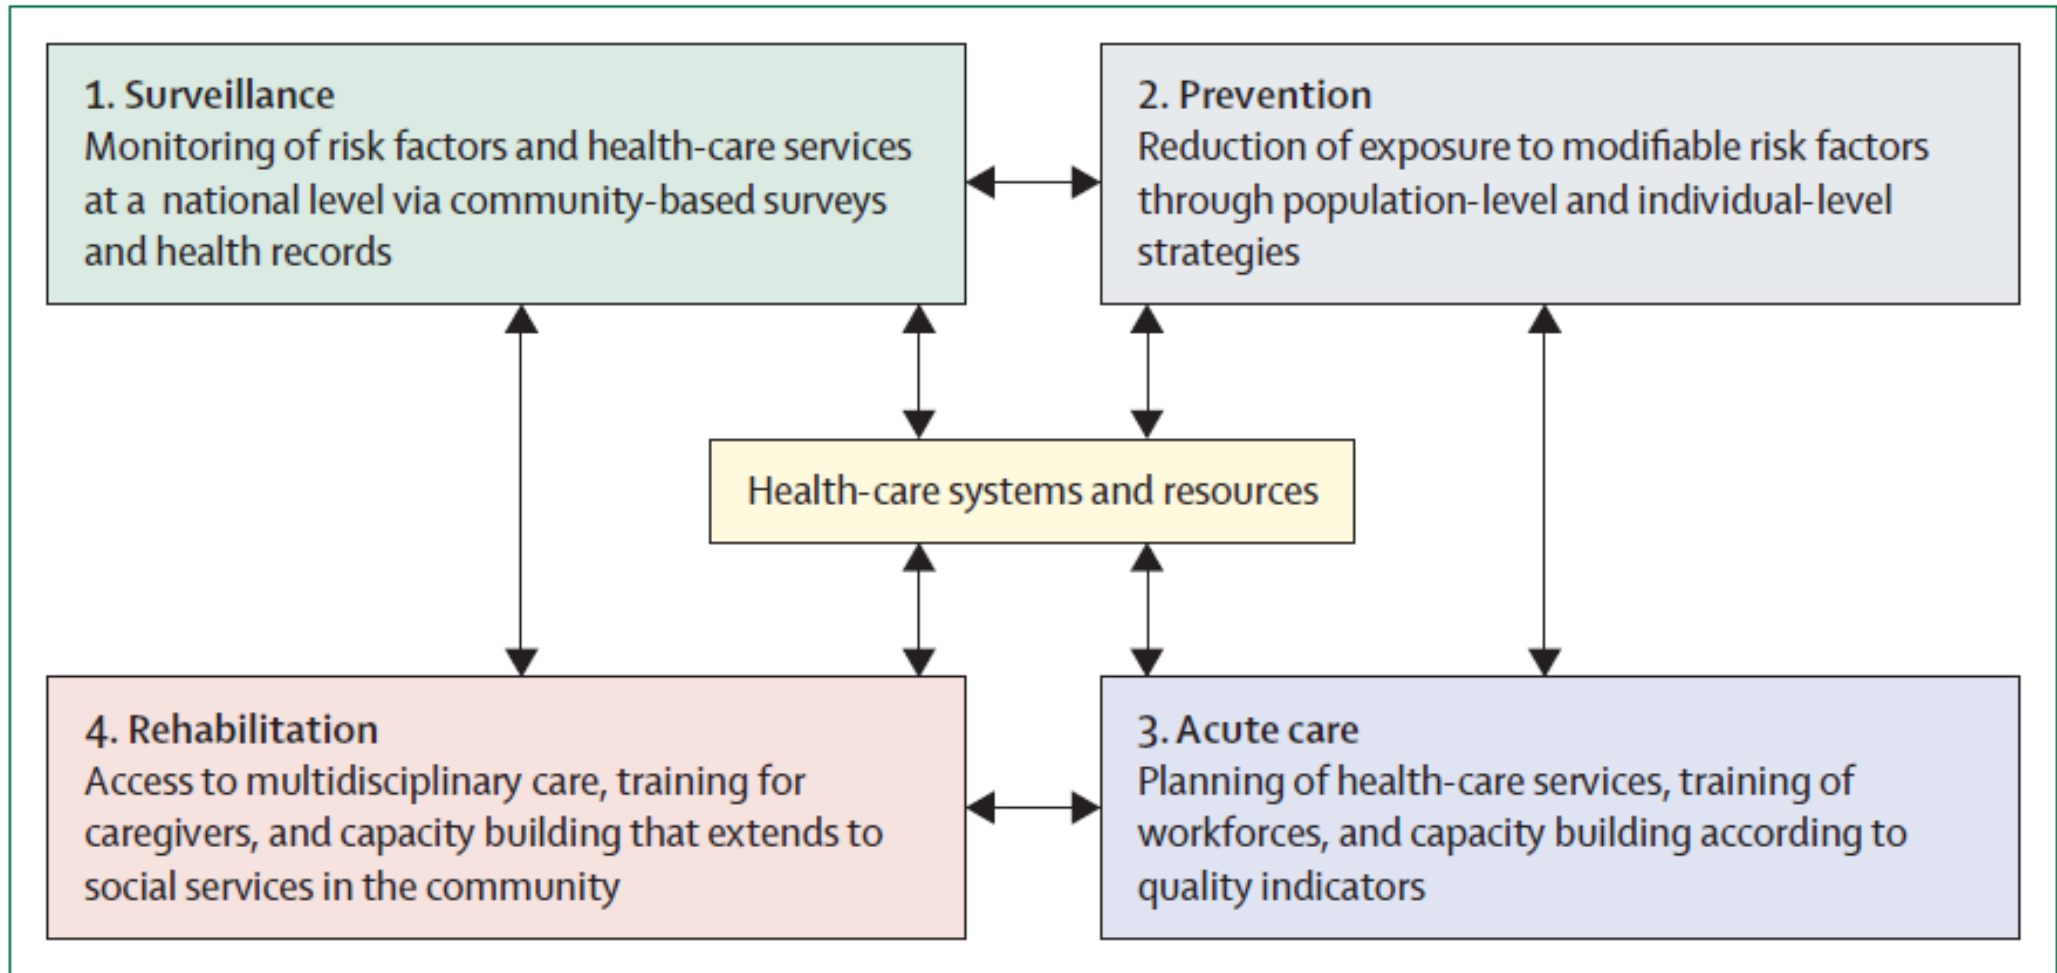 1. Surveillance
Monitoring of risk factors and health-care services
at a national level via community-based surveys
and health records
2. Prevention
Reduction of exposure to modifiable risk factors
through population-level and individual-level
strategies
Health-care systems and resources
4. Rehabilitation
Access to multidisciplinary care, training for
caregivers, and capacity building that extends to
social services in the community
3. Acute care
Planning of health-care services, training of
workforces, and capacity building according to
quality indicators